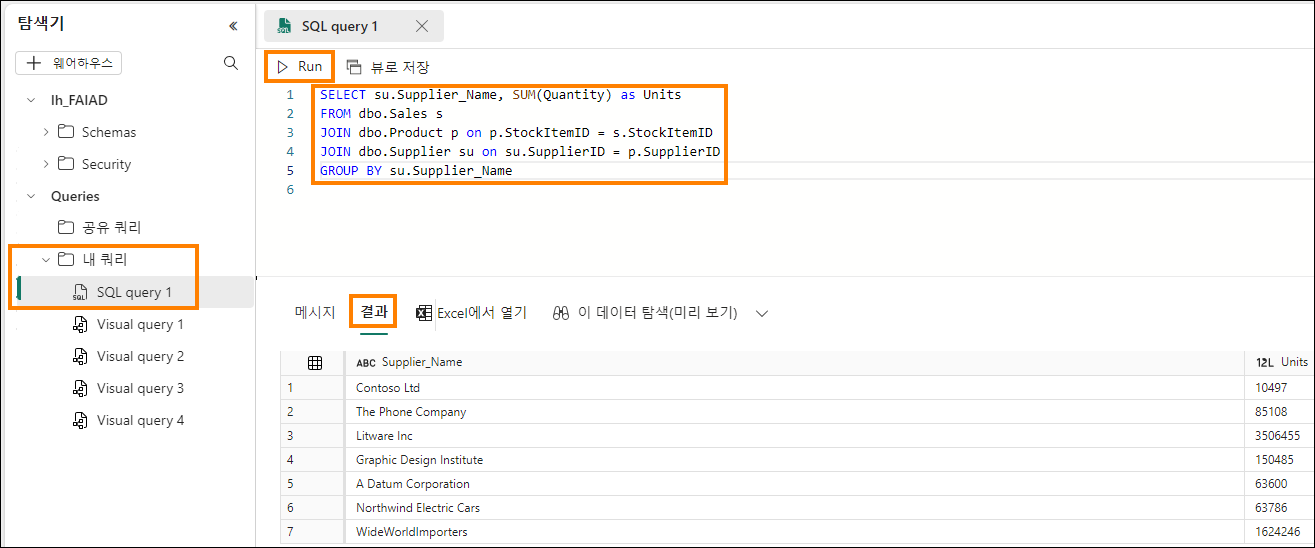 탐색기
웨어하우스
lh_FAIAD
Schemas
Security
Queries
공유 쿼리
내 쿼리
SQL query 1
Visual query 1
Visual query 2
Visual query 3
Visual query 4
SQL query 1
Run 뷰로 저장
1 SELECT su.Supplier_Name, SUM(Quantity) as Units
2 FROM dbo.Sales s
3 JOIN dbo.Product p on p.StockItemID = s.StockItemID
4 JOIN dbo.Supplier su on su.SupplierID = p.SupplierID
5 GROUP BY su.Supplier_Name
6
메시지 결과 Excel에서 열기 이 데이터 탐색(미리 보기)
ABC Supplier_Name 12L Units
1 Contoso Ltd 10497
2 The Phone Company 85108
3 Litware Inc 3506455
4 Graphic Design Institute 150485
5 A Datum Corporation 63600
6 Northwind Electric Cars 63786
7 WideWorldImporters 1624246